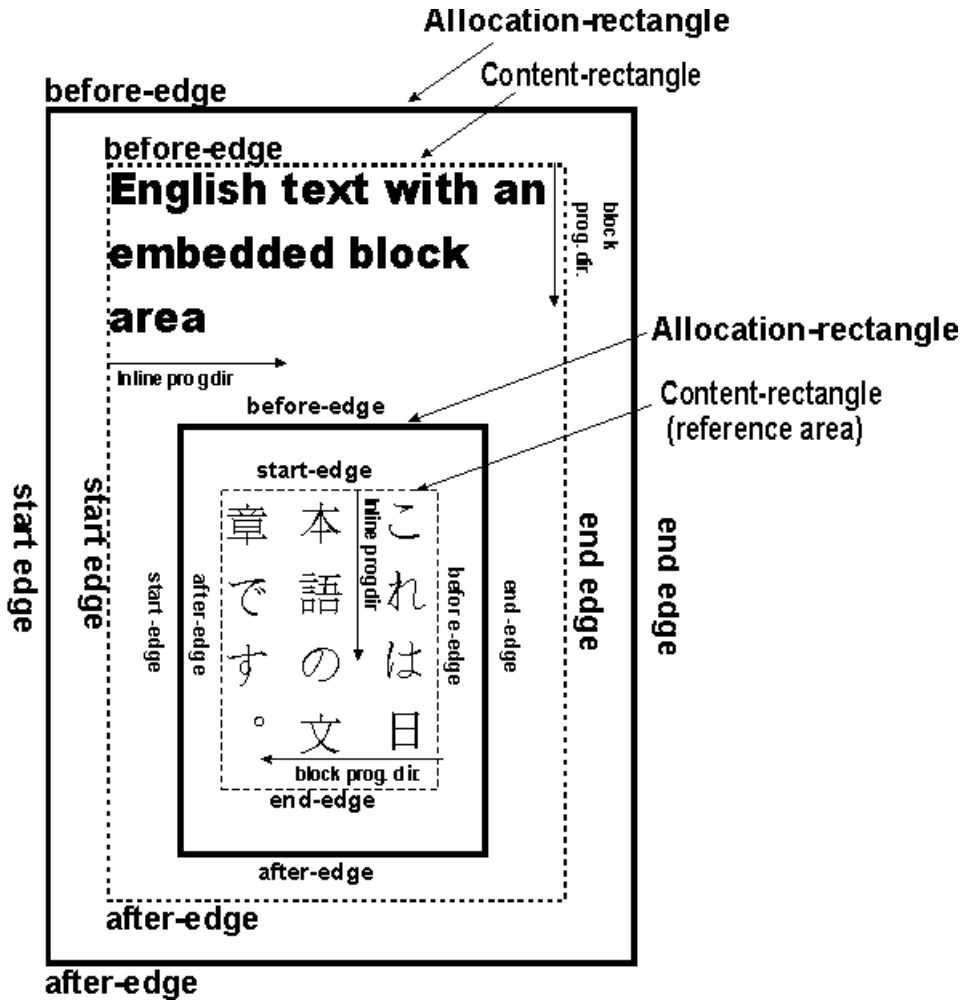 Allocation-rectangle
Content-rectangle
before-edge
before-edge
English text with an
embedded block
area
block
prog. dir.
Inline prog dir
Allocation-rectangle
Content-rectangle
(reference area)
before-edge
start-edge
start edge
start edge
start-edge
after-edge
これは日
本語の文
章です。
Inline prog dir
before-edge
end-edge
end edge
end edge
block prog. dir.
end-edge
after-edge
after-edge
after-edge